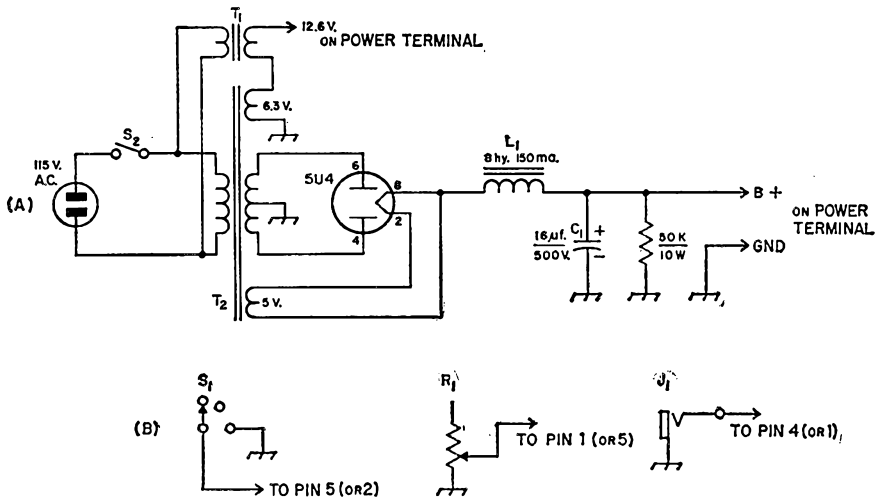 T1
12.6 V.
ON POWER TERMINAL
6.3 V.
S2
115 V.
A.C.
(A)
5U4
6
8
2
4
L1
8 hy. 150 ma.
16 µf.
500 V.
C1
+
−
50 K
10 W
B +
ON POWER
TERMINAL
GND
T2
5 V.
(B)
S1
TO PIN 5 (OR 2)
R1
TO PIN 1 (OR 5)
J1
TO PIN 4 (OR 1)